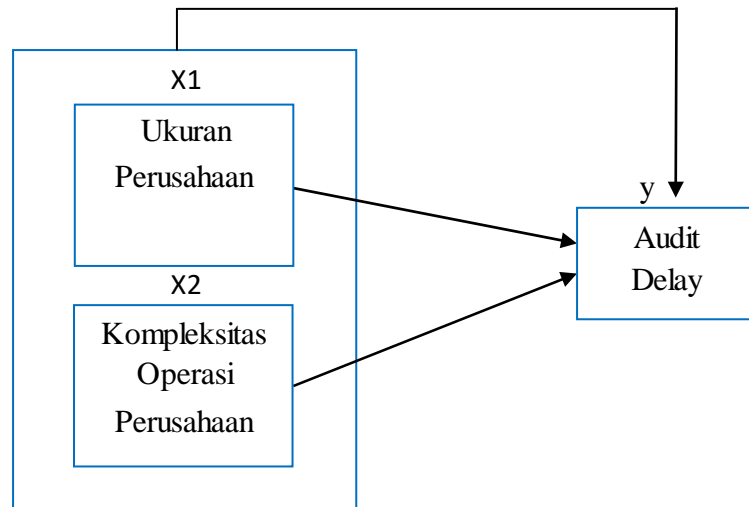 X1
Ukuran
Perusahaan
X2
Kompleksitas
Operasi
Perusahaan
y
Audit
Delay